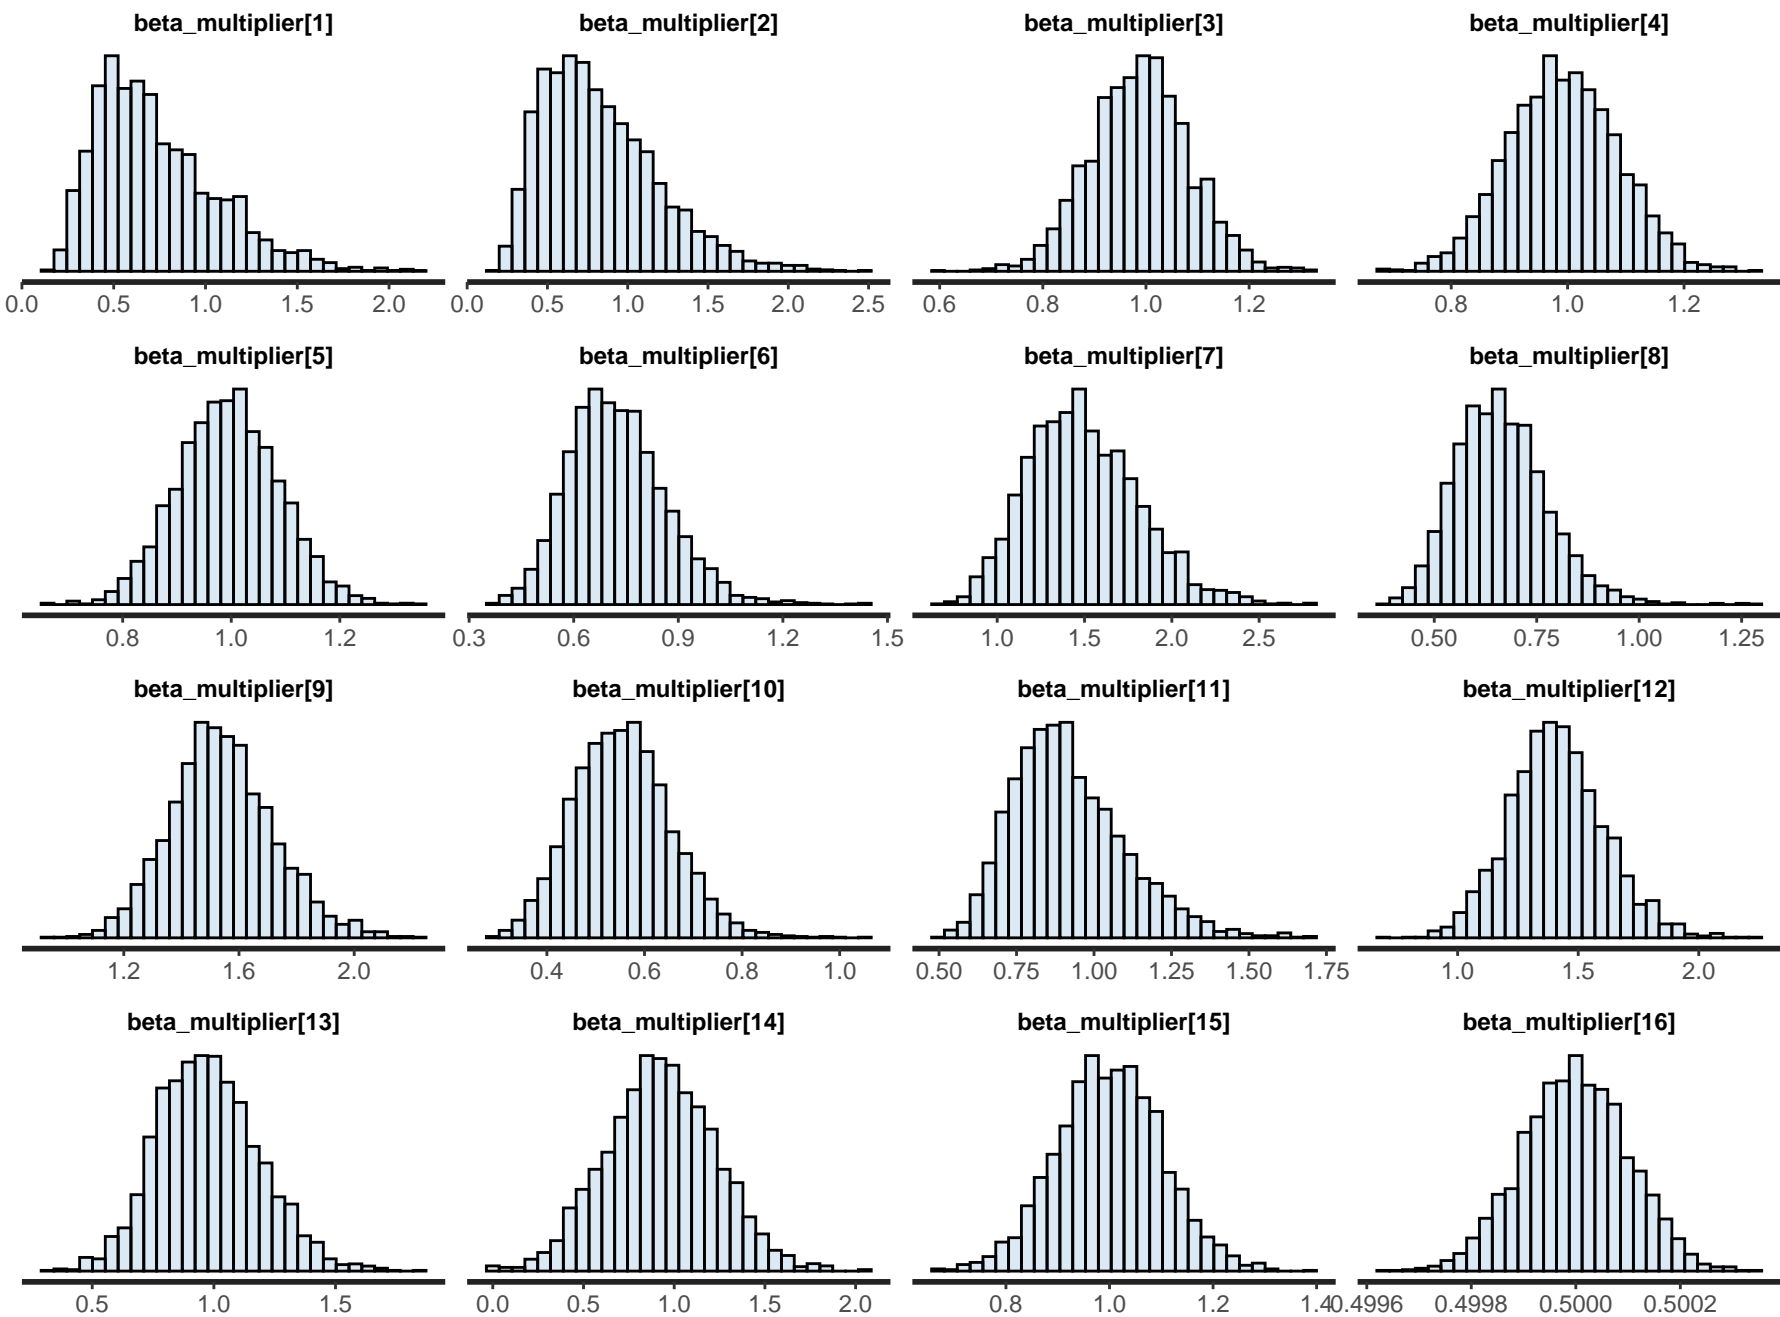 beta_multiplier[1] beta_multiplier[2] beta_multiplier[3] beta_multiplier[4]
0.0 0.5 1.0 1.5 2.0 0.0 0.5 1.0 1.5 2.0 2.5 0.6 0.8 1.0 1.2 0.8 1.0 1.2
beta_multiplier[5] beta_multiplier[6] beta_multiplier[7] beta_multiplier[8]
0.8 1.0 1.2 0.3 0.6 0.9 1.2 1.5 1.0 1.5 2.0 2.5 0.50 0.75 1.00 1.25
beta_multiplier[9] beta_multiplier[10] beta_multiplier[11] beta_multiplier[12]
1.2 1.6 2.0 0.4 0.6 0.8 1.0 0.50 0.75 1.00 1.25 1.50 1.75 1.0 1.5 2.0
beta_multiplier[13] beta_multiplier[14] beta_multiplier[15] beta_multiplier[16]
0.5 1.0 1.5 0.0 0.5 1.0 1.5 2.0 0.8 1.0 1.2 1.4 0.4996 0.4998 0.5000 0.5002